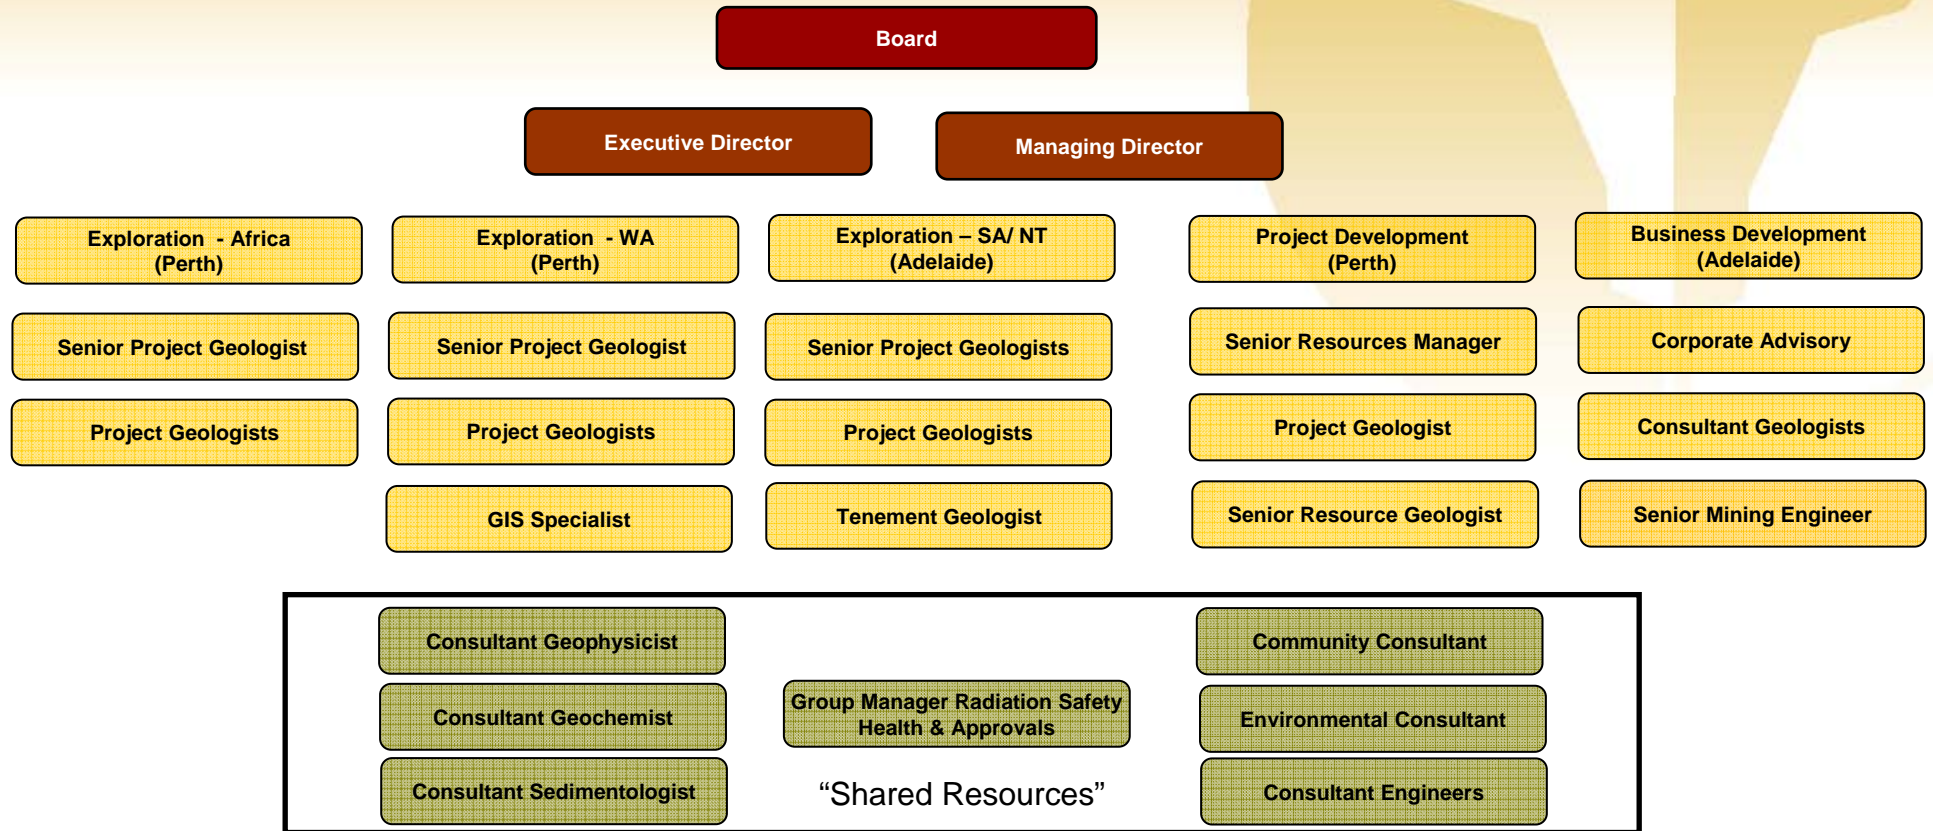 Board
Executive Director
Managing Director
Exploration - Africa
(Perth)
Exploration - WA
(Perth)
Exploration – SA/ NT
(Adelaide)
Project Development
(Perth)
Business Development
(Adelaide)
Senior Project Geologist
Senior Project Geologist
Senior Project Geologists
Senior Resources Manager
Corporate Advisory
Project Geologists
Project Geologists
Project Geologists
Project Geologist
Consultant Geologists
GIS Specialist
Tenement Geologist
Senior Resource Geologist
Senior Mining Engineer
Consultant Geophysicist
Community Consultant
Consultant Geochemist
Group Manager Radiation Safety
Health & Approvals
Environmental Consultant
Consultant Sedimentologist
“Shared Resources”
Consultant Engineers